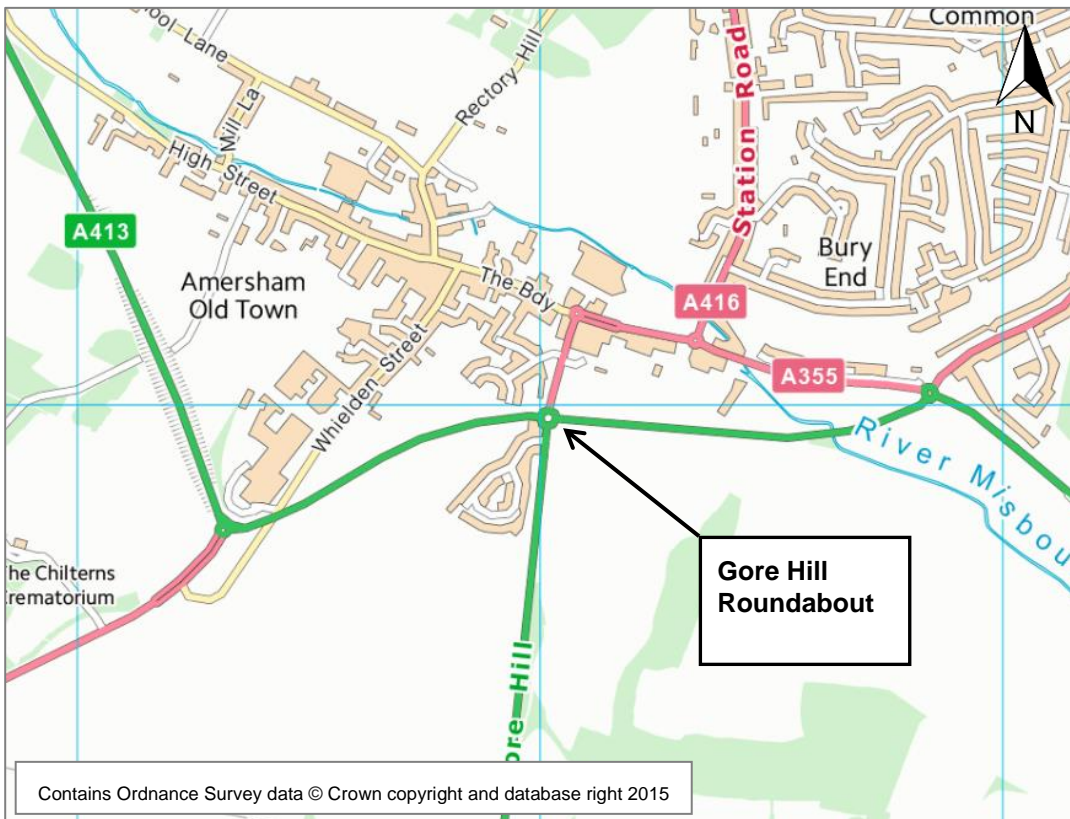 Common
ool Lane
Rectory Hill
Station Road
N
Mill La
High Street
A413
Bury
End
Amersham
Old Town
The Bdy
A416
Whielden Street
A355
River Misbou
Gore Hill
Roundabout
he Chilterns
rematorium
ore Hill
Contains Ordnance Survey data © Crown copyright and database right 2015